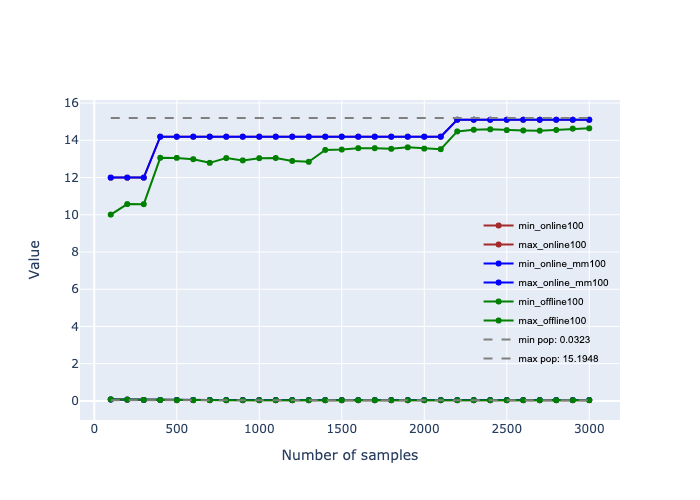 16
14
12
10
8
6
4
2
0
Value
min_online100
max_online100
min_online_mm100
max_online_mm100
min_offline100
max_offline100
min pop: 0.0323
max pop: 15.1948
0 500 1000 1500 2000 2500 3000
Number of samples